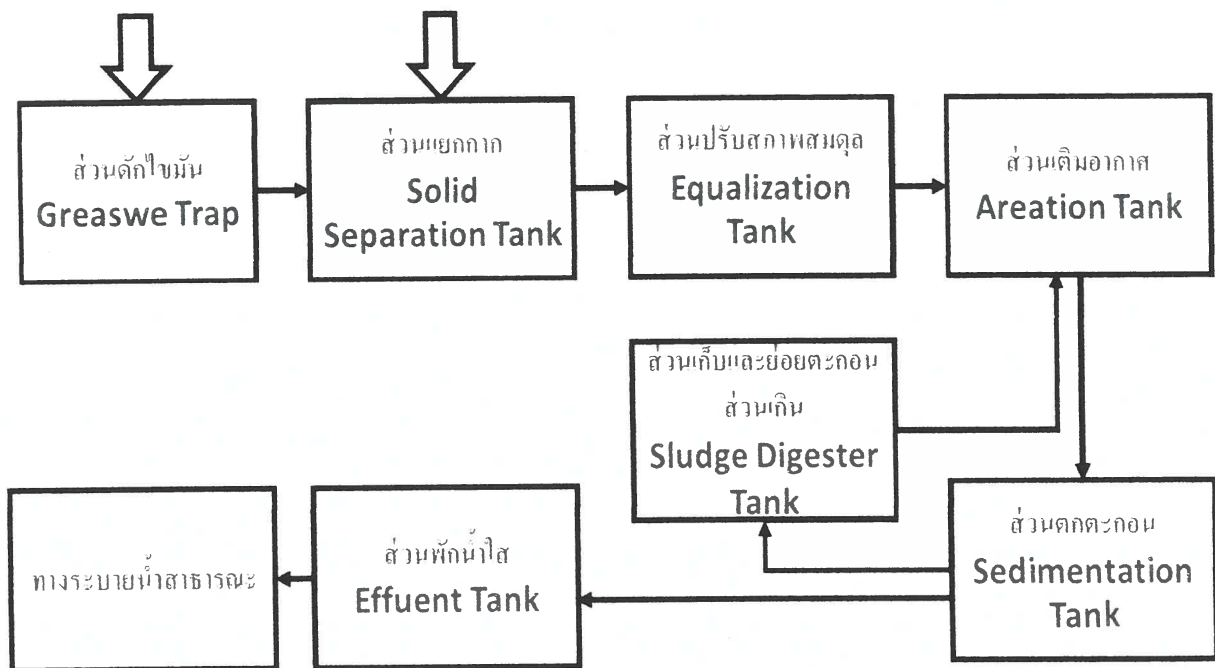 ส่วนดักไขมัน
Greaswe Trap
ส่วนแยกกาก
Solid
Separation Tank
ส่วนปรับสภาพสมดุล
Equalization
Tank
ส่วนเติมอากาศ
Areation Tank
ส่วนเก็บและย่อยตะกอน
ส่วนเกิน
Sludge Digester
Tank
ส่วนตกตะกอน
Sedimentation
Tank
ส่วนพักน้ำใส
Effuent Tank
ทางระบายน้ำสาธารณะ